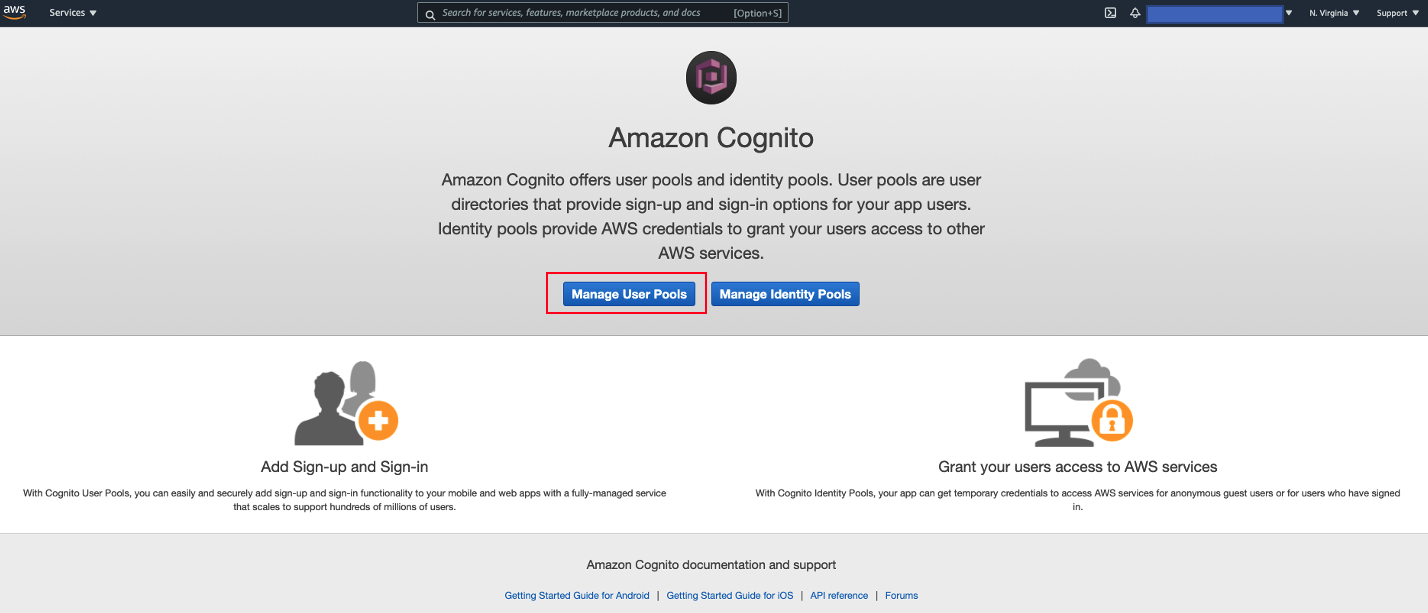 aws Services Search for services, features, marketplace products, and docs [Option+S] N. Virginia Support
Amazon Cognito
Amazon Cognito offers user pools and identity pools. User pools are user
directories that provide sign-up and sign-in options for your app users.
Identity pools provide AWS credentials to grant your users access to other
AWS services.
Manage User Pools Manage Identity Pools
Add Sign-up and Sign-in
With Cognito User Pools, you can easily and securely add sign-up and sign-in functionality to your mobile and web apps with a fully-managed service
that scales to support hundreds of millions of users.
Grant your users access to AWS services
With Cognito Identity Pools, your app can get temporary credentials to access AWS services for anonymous guest users or for users who have signed
in.
Amazon Cognito documentation and support
Getting Started Guide for Android | Getting Started Guide for iOS | API reference | Forums